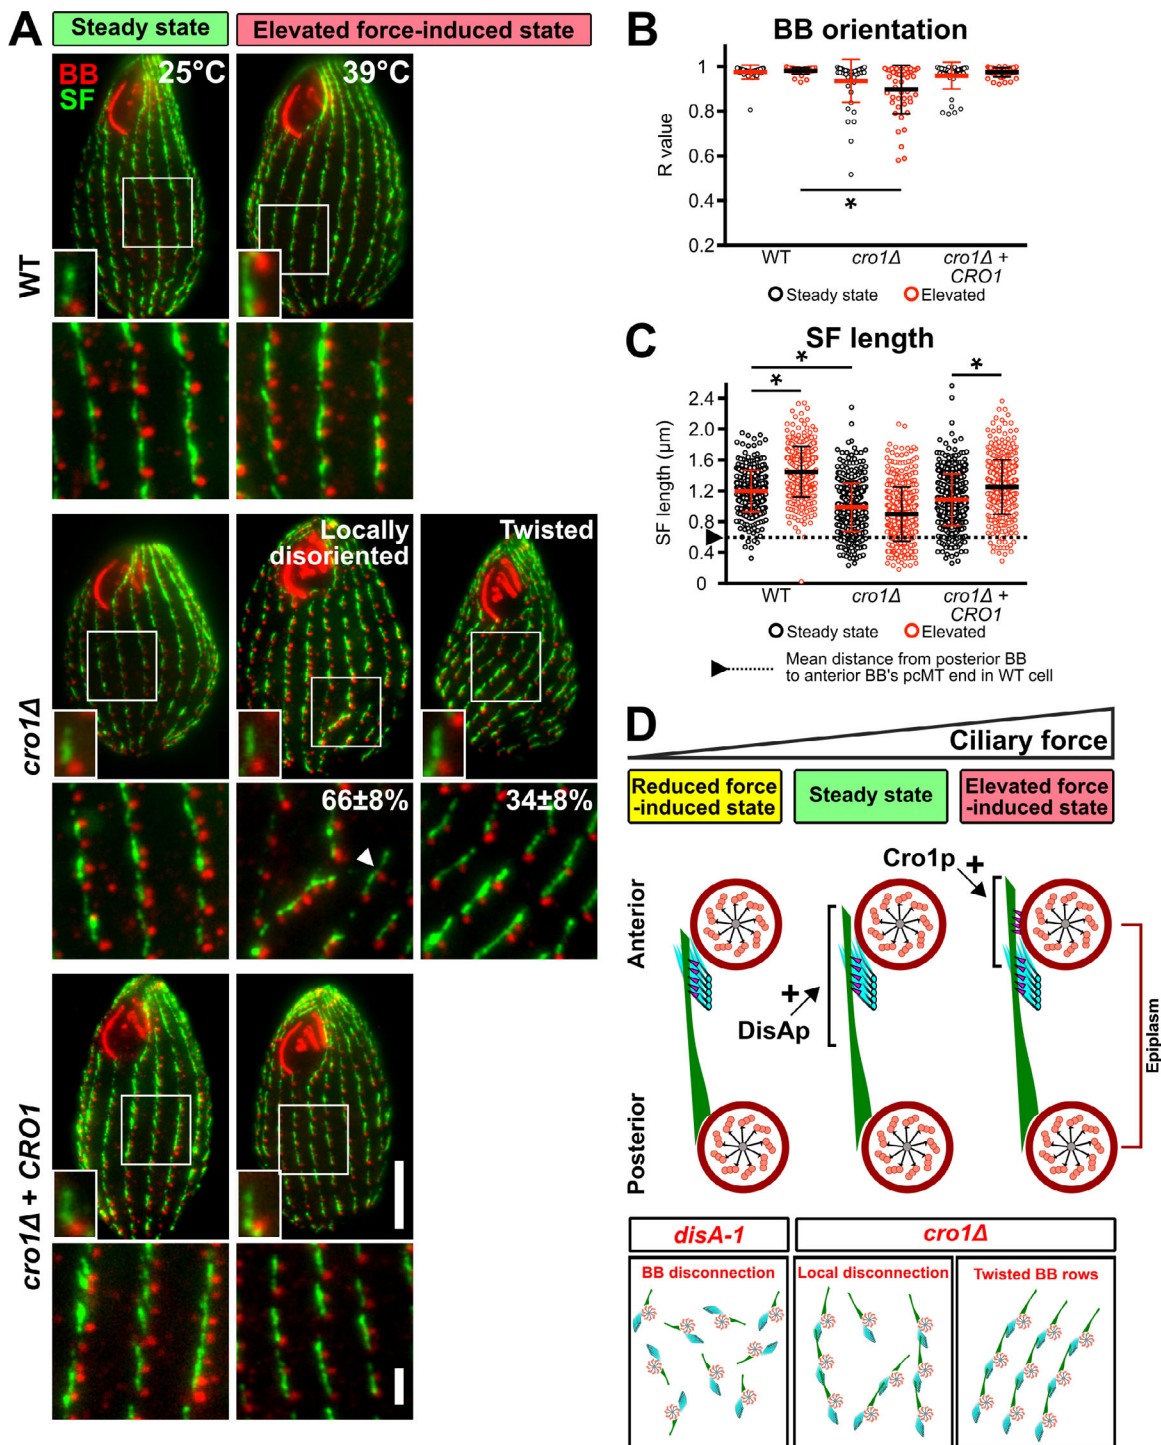 A
Steady state
Elevated force-induced state
BB
SF
25°C
39°C
WT
Locally
disoriented
Twisted
cro1Δ
66±8%
34±8%
cro1Δ + CRO1
B
BB orientation
R value
1
0.8
0.6
0.4
0.2
*
WT
cro1Δ
cro1Δ +
CRO1
Steady state
Elevated
C
SF length
SF length (µm)
2.4
2.0
1.6
1.2
0.8
0.4
0
*
*
*
WT
cro1Δ
cro1Δ +
CRO1
Steady state
Elevated
Mean distance from posterior BB
to anterior BB's pcMT end in WT cell
D
Ciliary force
Reduced force
-induced state
Steady state
Elevated force
-induced state
Cro1p +
Anterior
+
DisAp
Posterior
Epiplasm
disA-1
cro1Δ
BB disconnection
Local disconnection
Twisted BB rows